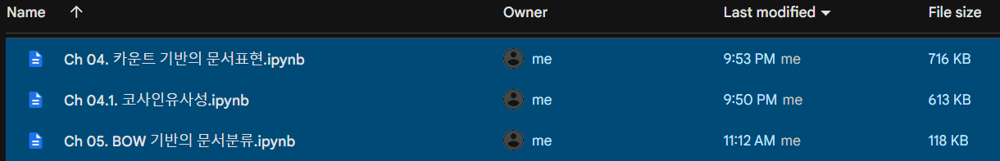 Name ↑ Owner Last modified File size
Ch 04. 카운트 기반의 문서표현.ipynb me 9:53 PM me 716 KB
Ch 04.1. 코사인유사성.ipynb me 9:50 PM me 613 KB
Ch 05. BOW 기반의 문서분류.ipynb me 11:12 AM me 118 KB